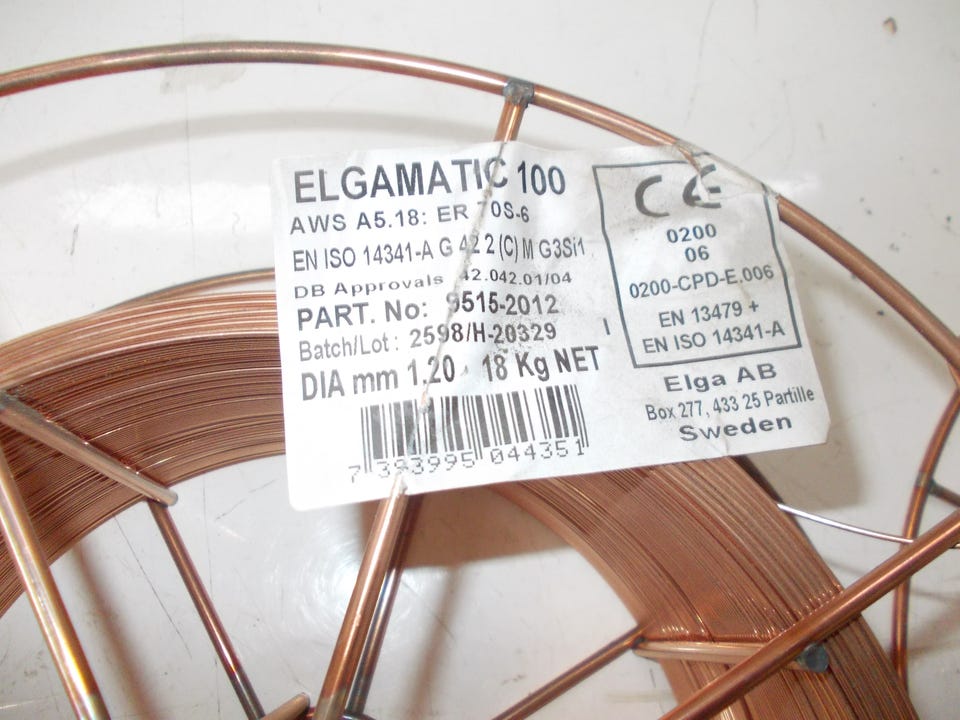 ELGAMATIC 100
AWS A5.18: ER 70S-6
EN ISO 14341-A G 42 2 (C) M G3Si1
DB Approvals 42.042.01/04
PART. No: 9515-2012
Batch/Lot : 2598/H-20329
DIA mm 1,20 - 18 Kg NET
7 393995 044351
CE
0200
06
0200-CPD-E.006
EN 13479 +
EN ISO 14341-A
Elga AB
Box 277, 433 25 Partille
Sweden